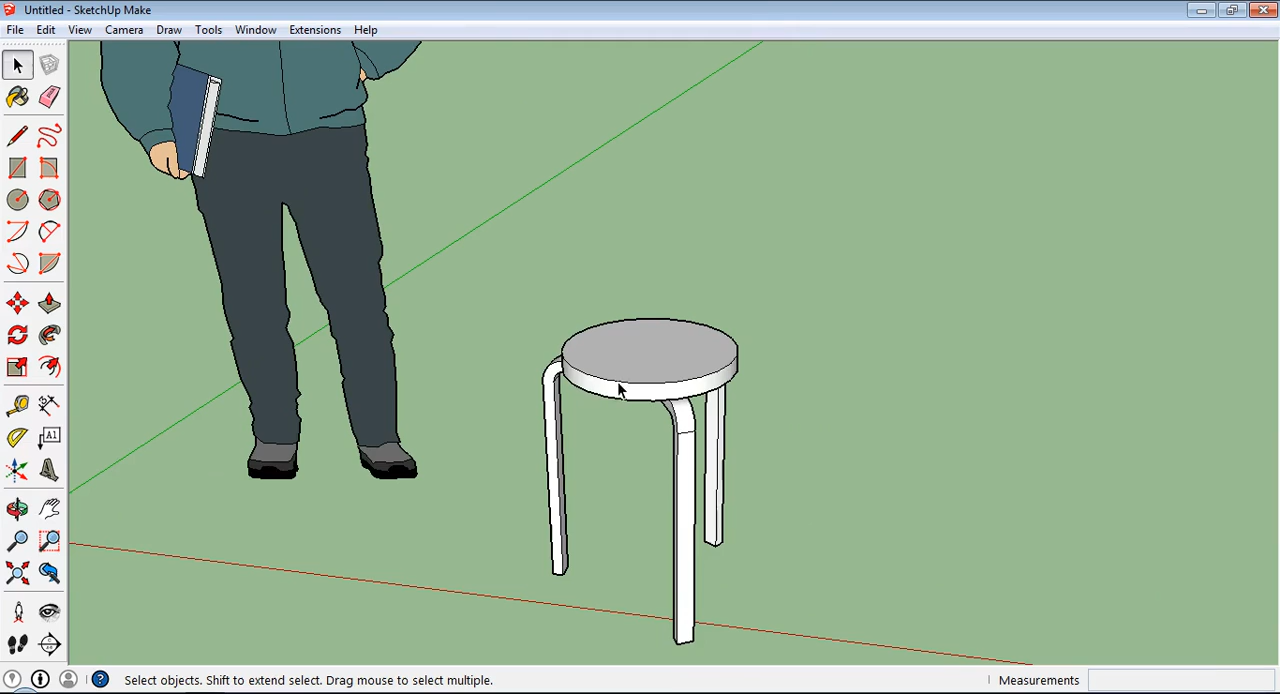 Untitled - SketchUp Make
File Edit View Camera Draw Tools Window Extensions Help
A1
Select objects. Shift to extend select. Drag mouse to select multiple.
Measurements